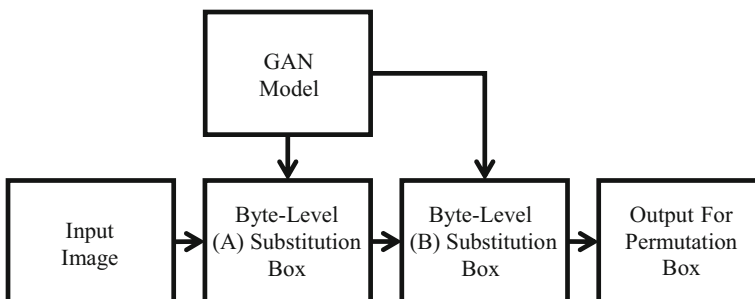 GAN
Model
Input
Image
Byte-Level
(A) Substitution
Box
Byte-Level
(B) Substitution
Box
Output For
Permutation
Box